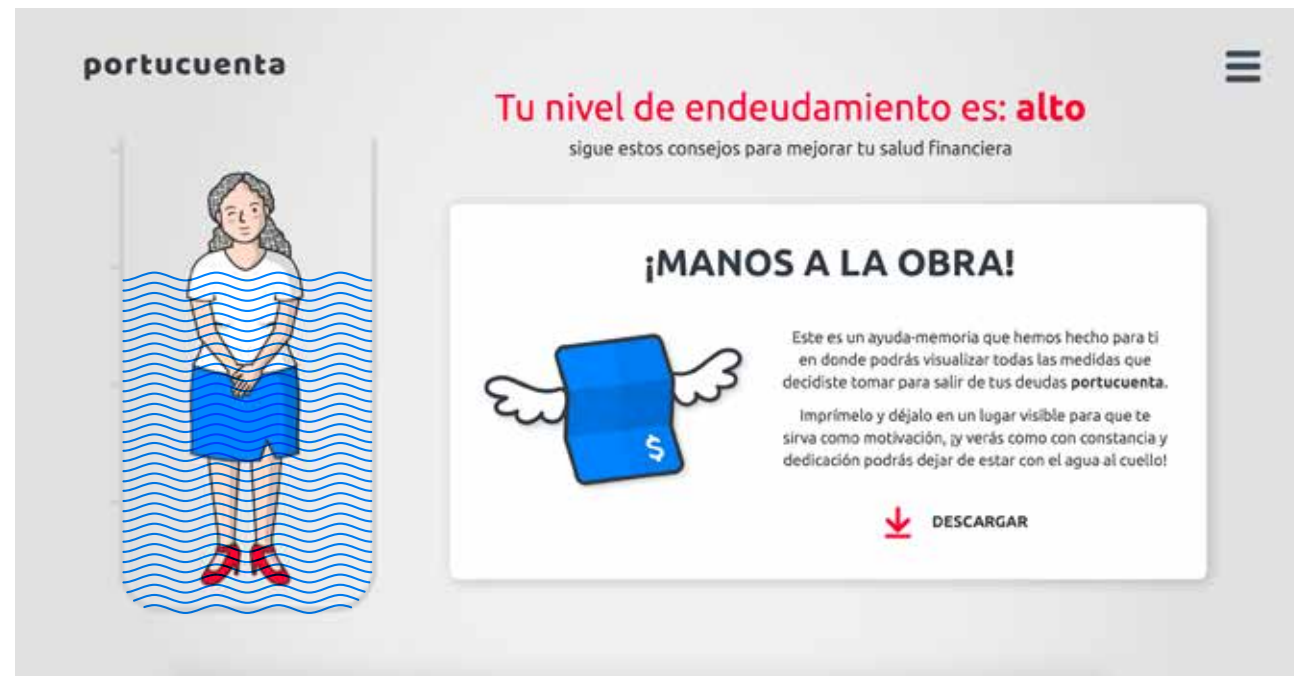 portucuenta
Tu nivel de endeudamiento es: alto
sigue estos consejos para mejorar tu salud financiera
¡MANOS A LA OBRA!
Este es un ayuda-memoria que hemos hecho para ti
en donde podrás visualizar todas las medidas que
decidiste tomar para salir de tus deudas portucuenta.
Imprímelo y déjalo en un lugar visible para que te
sirva como motivación, ¡y verás como con constancia y
dedicación podrás dejar de estar con el agua al cuello!
$
DESCARGAR